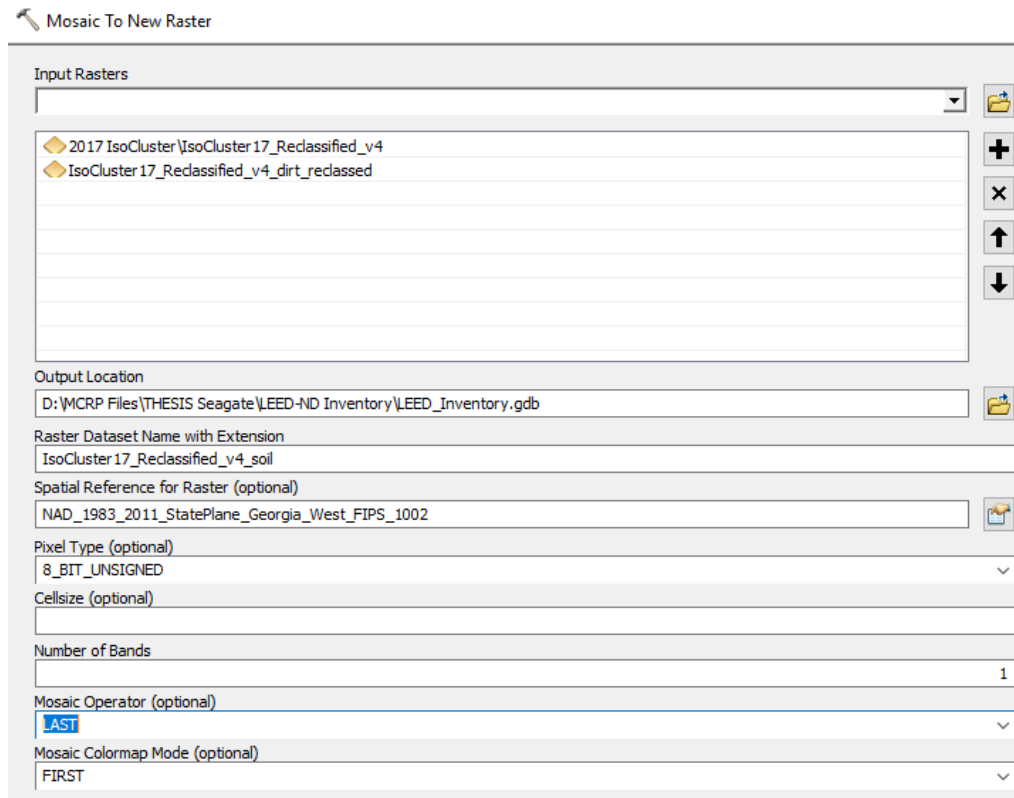 Mosaic To New Raster
Input Rasters
2017 IsoCluster\IsoCluster17_Reclassified_v4
IsoCluster17_Reclassified_v4_dirt_reclassed
Output Location
D:\MCRP Files\THESIS Seagate\LEED-ND Inventory\LEED_Inventory.gdb
Raster Dataset Name with Extension
IsoCluster17_Reclassified_v4_soil
Spatial Reference for Raster (optional)
NAD_1983_2011_StatePlane_Georgia_West_FIPS_1002
Pixel Type (optional)
8_BIT_UNSIGNED
Cellsize (optional)
Number of Bands
1
Mosaic Operator (optional)
LAST
Mosaic Colormap Mode (optional)
FIRST